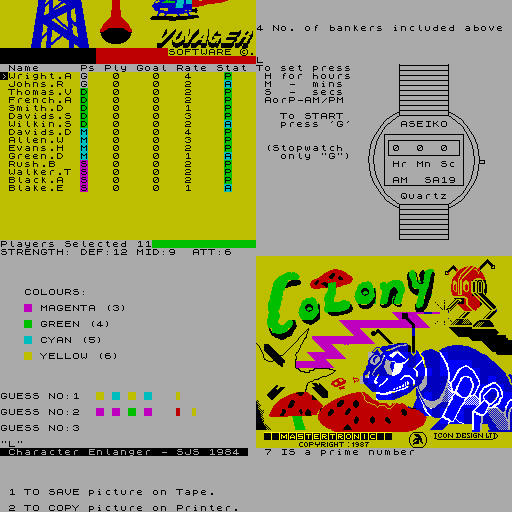 VOYAGER
SOFTWARE ©.
Name Ps Ply Goal Rate Stat
Wright.A G 0 0 4 P
Johns.R G 0 0 2 A
Thomas.V D 0 0 2 P
French.A D 0 0 2 P
Smith.D D 0 0 1 P
Davids.S D 0 0 3 P
Wilkin.S D 0 0 2 A
Davids.D M 0 0 4 P
Allen.W M 0 0 3 P
Evans.H M 0 0 2 P
Green.D M 0 0 1 A
Rush.B S 0 0 2 P
Walker.T S 0 0 2 P
Black.A S 0 0 2 P
Blake.E S 0 0 1 A
Players Selected 11
STRENGTH: DEF:12 MID:9 ATT:6
4 No. of bankers included above
L
To set press
H for hours
M - mins
S - secs
AorP-AM/PM
To START
press 'G'
(Stopwatch
only "G")
ASEIKO
0 0 0
Hr Mn Sc
AM SA19
Quartz
COLOURS:
MAGENTA (3)
GREEN (4)
CYAN (5)
YELLOW (6)
GUESS NO:1
GUESS NO:2
GUESS NO:3
"L"
Colony
MASTERTRONIC
COPYRIGHT 1987
ICON DESIGN LTD
Character Enlanger - SJS 1984
1 TO SAVE picture on Tape.
2 TO COPY picture on Printer.
7 IS a prime number